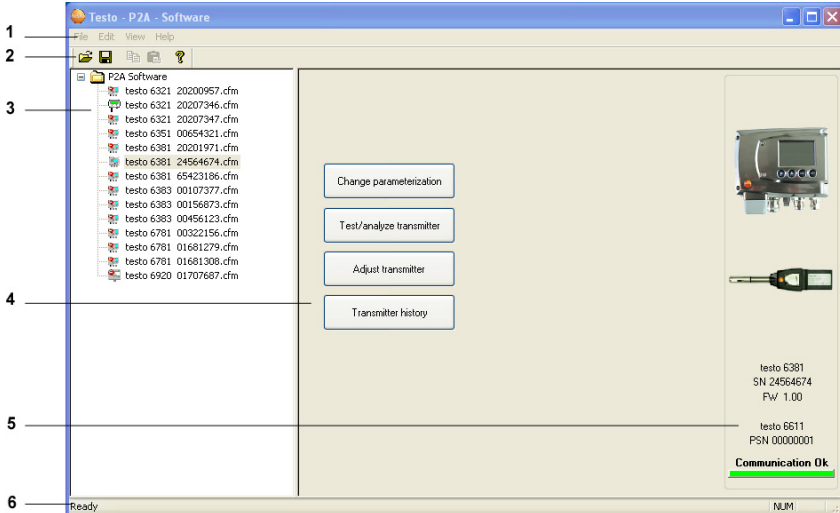 Testo - P2A - Software
1
File Edit View Help
2
3
P2A Software
testo 6321 20200957.cfm
testo 6321 20207346.cfm
testo 6321 20207347.cfm
testo 6351 00654321.cfm
testo 6381 20201971.cfm
testo 6381 24564674.cfm
testo 6381 65423186.cfm
testo 6383 00107377.cfm
testo 6383 00156873.cfm
testo 6383 00456123.cfm
testo 6781 00322156.cfm
testo 6781 01681279.cfm
testo 6781 01681308.cfm
testo 6920 01707687.cfm
4
Change parameterization
Test/analyze transmitter
Adjust transmitter
Transmitter history
testo 6381
SN 24564674
FW 1.00
5
testo 6611
PSN 00000001
Communication Ok
6
Ready
NUM